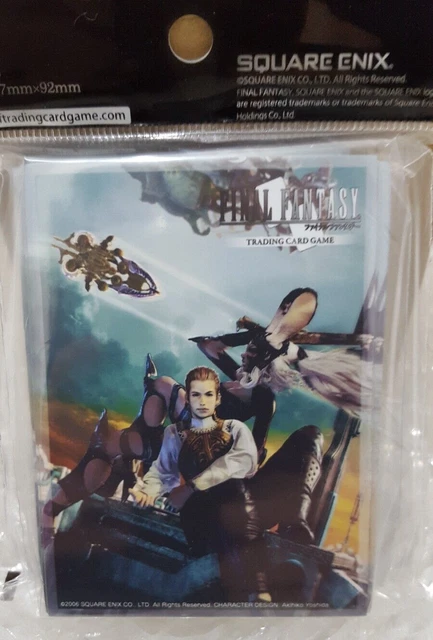 SQUARE ENIX.
©SQUARE ENIX CO., LTD. All Rights Reserved.
FINAL FANTASY, SQUARE ENIX and the SQUARE ENIX log
are registered trademarks or trademarks of Square En
Holdings Co., Ltd.
7mm×92mm
tradingcardgame.com
FINAL FANTASY
ファイナルファンタジー
TRADING CARD GAME
©2006 SQUARE ENIX CO., LTD. All Rights Reserved. CHARACTER DESIGN: Akihiko Yoshida